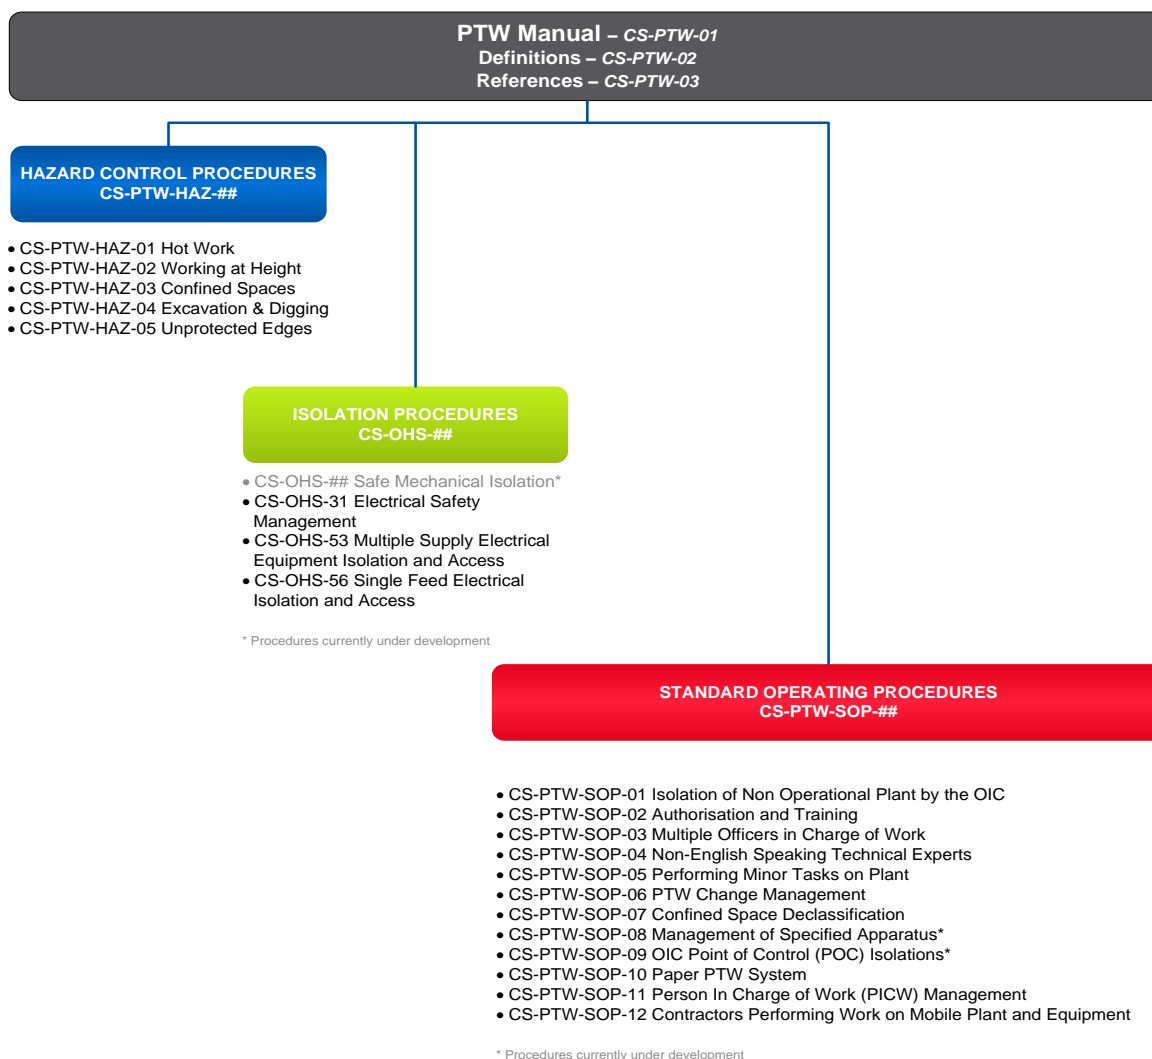 PTW Manual – CS-PTW-01
Definitions – CS-PTW-02
References – CS-PTW-03
HAZARD CONTROL PROCEDURES
CS-PTW-HAZ-##
• CS-PTW-HAZ-01 Hot Work
• CS-PTW-HAZ-02 Working at Height
• CS-PTW-HAZ-03 Confined Spaces
• CS-PTW-HAZ-04 Excavation & Digging
• CS-PTW-HAZ-05 Unprotected Edges
ISOLATION PROCEDURES
CS-OHS-##
• CS-OHS-## Safe Mechanical Isolation*
• CS-OHS-31 Electrical Safety
Management
• CS-OHS-53 Multiple Supply Electrical
Equipment Isolation and Access
• CS-OHS-56 Single Feed Electrical
Isolation and Access
* Procedures currently under development
STANDARD OPERATING PROCEDURES
CS-PTW-SOP-##
• CS-PTW-SOP-01 Isolation of Non Operational Plant by the OIC
• CS-PTW-SOP-02 Authorisation and Training
• CS-PTW-SOP-03 Multiple Officers in Charge of Work
• CS-PTW-SOP-04 Non-English Speaking Technical Experts
• CS-PTW-SOP-05 Performing Minor Tasks on Plant
• CS-PTW-SOP-06 PTW Change Management
• CS-PTW-SOP-07 Confined Space Declassification
• CS-PTW-SOP-08 Management of Specified Apparatus*
• CS-PTW-SOP-09 OIC Point of Control (POC) Isolations*
• CS-PTW-SOP-10 Paper PTW System
• CS-PTW-SOP-11 Person In Charge of Work (PICW) Management
• CS-PTW-SOP-12 Contractors Performing Work on Mobile Plant and Equipment
* Procedures currently under development